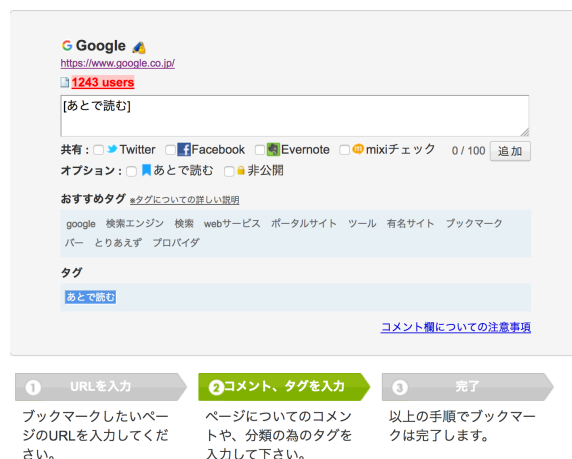 Google
https://www.google.co.jp/
1243 users
[あとで読む]
共有： Twitter Facebook Evernote mixiチェック 0 / 100 追加
オプション： あとで読む 非公開
おすすめタグ ※タグについての詳しい説明
google 検索エンジン 検索 webサービス ポータルサイト ツール 有名サイト ブックマーク
バー とりあえず プロバイダ
タグ
あとで読む
コメント欄についての注意事項
1 URLを入力 2 コメント、タグを入力 3 完了
ブックマークしたいペー
ジのURLを入力してくだ
さい。
ページについてのコメン
トや、分類の為のタグを
入力して下さい。
以上の手順でブックマー
クは完了します。